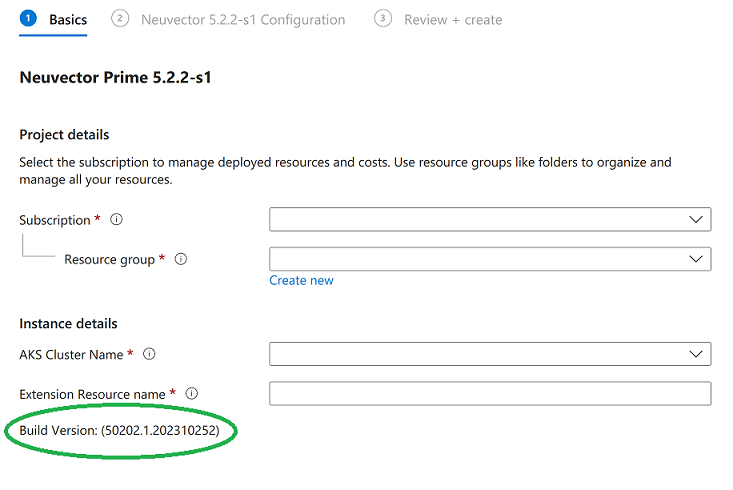 1 Basics 2 Neuvector 5.2.2-s1 Configuration 3 Review + create
Neuvector Prime 5.2.2-s1
Project details
Select the subscription to manage deployed resources and costs. Use resource groups like folders to organize and
manage all your resources.
Subscription *
Resource group *
Create new
Instance details
AKS Cluster Name *
Extension Resource name *
Build Version: (50202.1.202310252)